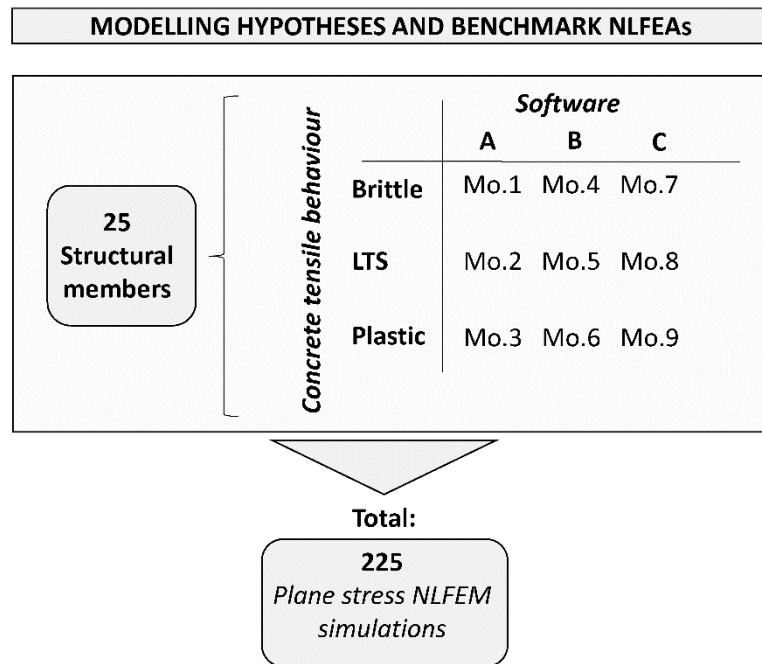 MODELLING HYPOTHESES AND BENCHMARK NLFEAs
25
Structural
members
Concrete tensile behaviour
Software
A B C
Brittle Mo.1 Mo.4 Mo.7
LTS Mo.2 Mo.5 Mo.8
Plastic Mo.3 Mo.6 Mo.9
Total:
225
Plane stress NLFEM
simulations